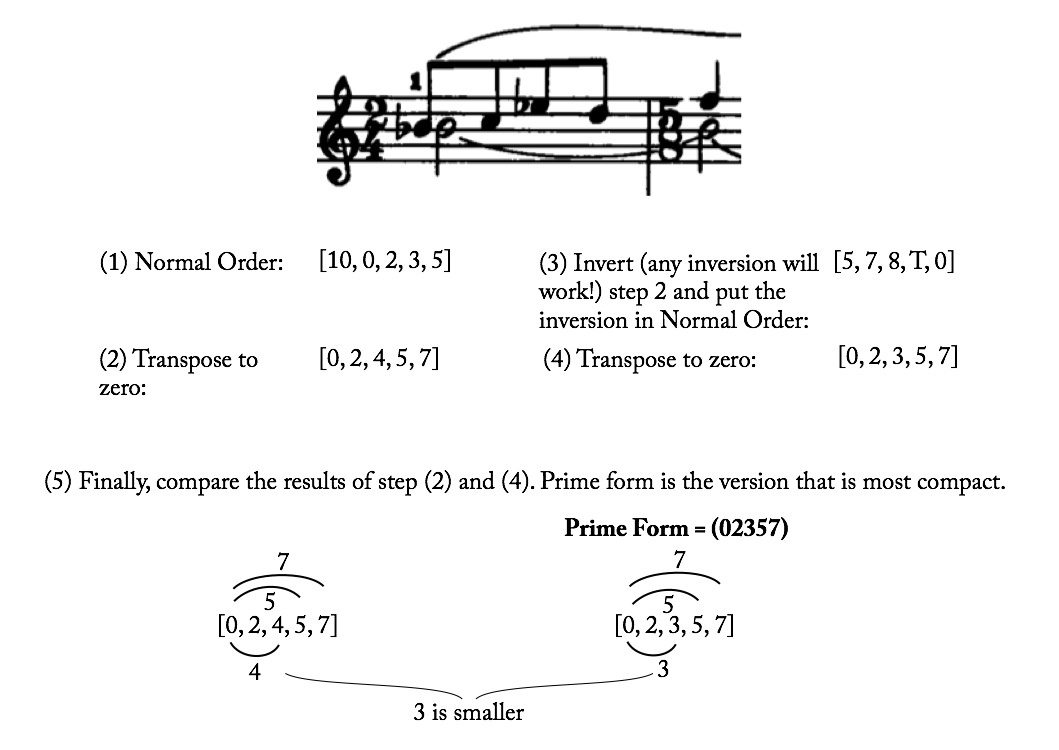 1
2
4
5
8
(1) Normal Order: [10, 0, 2, 3, 5]
(3) Invert (any inversion will [5, 7, 8, T, 0]
work!) step 2 and put the
inversion in Normal Order:
(2) Transpose to [0, 2, 4, 5, 7]
zero:
(4) Transpose to zero: [0, 2, 3, 5, 7]
(5) Finally, compare the results of step (2) and (4). Prime form is the version that is most compact.
Prime Form = (02357)
7
5
[0, 2, 4, 5, 7]
4
7
5
[0, 2, 3, 5, 7]
3
3 is smaller